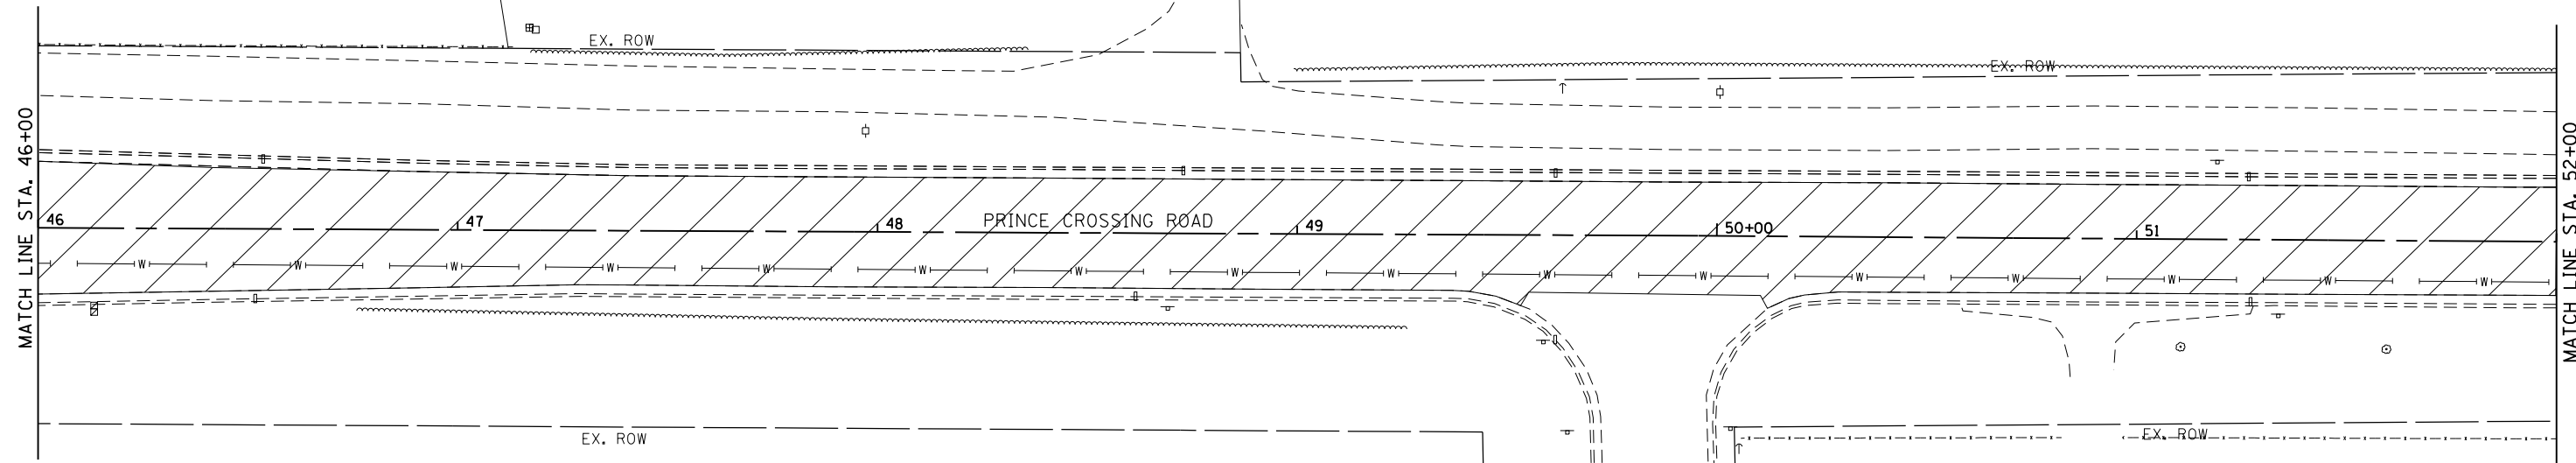 EX. ROW
EX. ROW
MATCH LINE STA. 46+00
MATCH LINE STA. 52+00
46
47
48
PRINCE CROSSING ROAD
49
50+00
51
W W W W W W W W W W W W W W W W
EX. ROW
EX. ROW